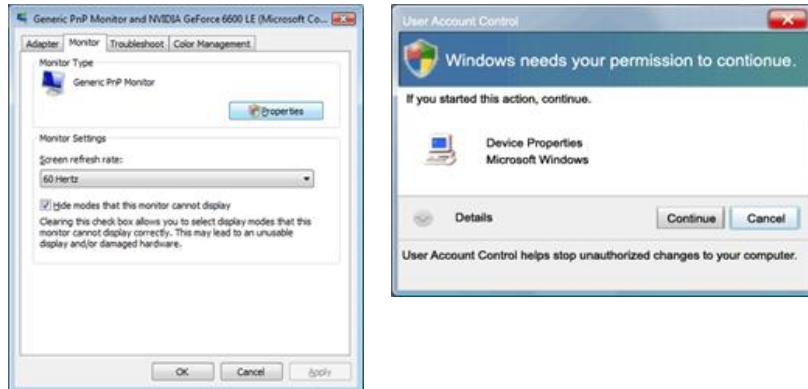 Generic PnP Monitor and NVIDIA GeForce 6600 LE (Microsoft Co...
Adapter Monitor Troubleshoot Color Management
Monitor Type
Generic PnP Monitor
Properties
Monitor Settings
Screen refresh rate:
60 Hertz
Hide modes that this monitor cannot display
Clearing this check box allows you to select display modes that this
monitor cannot display correctly. This may lead to an unusable
display and/or damaged hardware.
OK Cancel Apply
User Account Control
Windows needs your permission to contionue.
If you started this action, continue.
Device Properties
Microsoft Windows
Details Continue Cancel
User Account Control helps stop unauthorized changes to your computer.